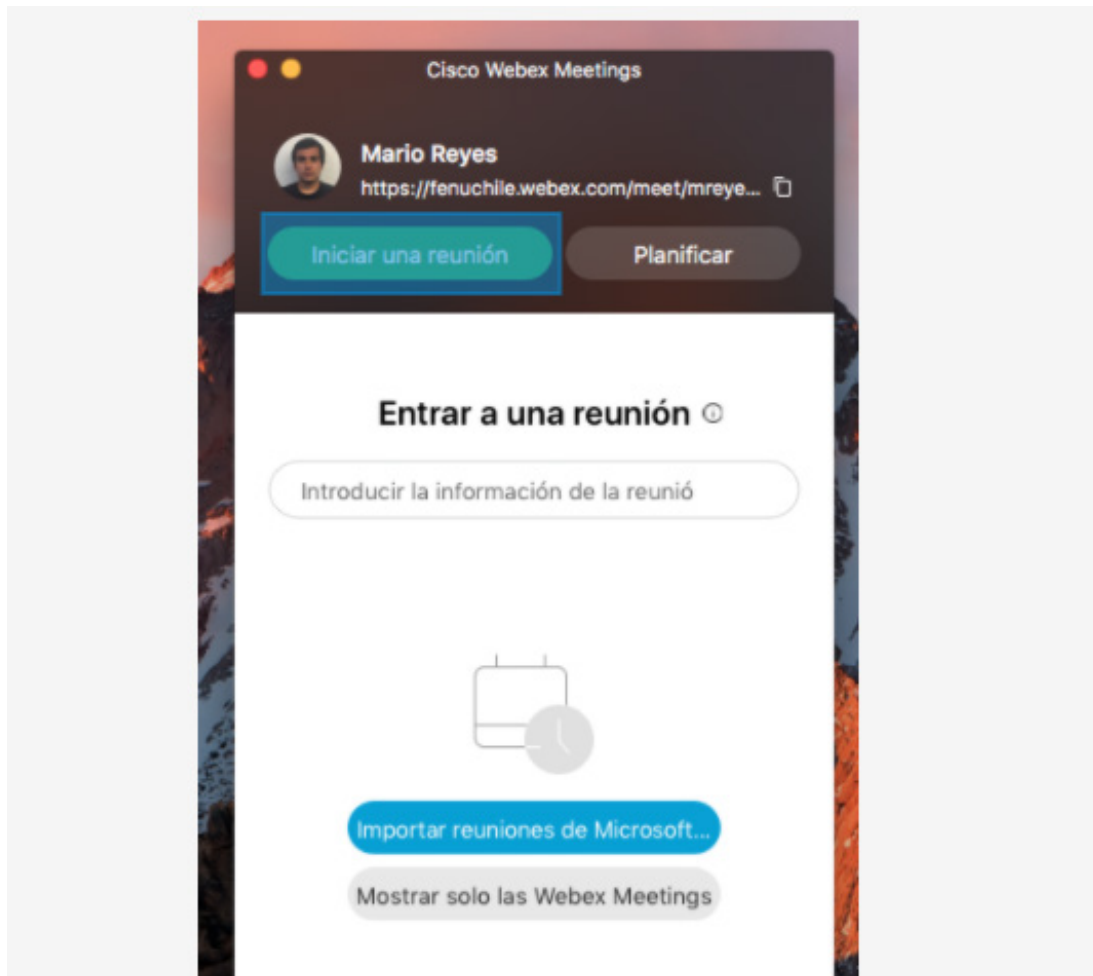 Cisco Webex Meetings
Mario Reyes
https://fenuchile.webex.com/meet/mreye...
Iniciar una reunión
Planificar
Entrar a una reunión
Introducir la información de la reunió
Importar reuniones de Microsoft...
Mostrar solo las Webex Meetings